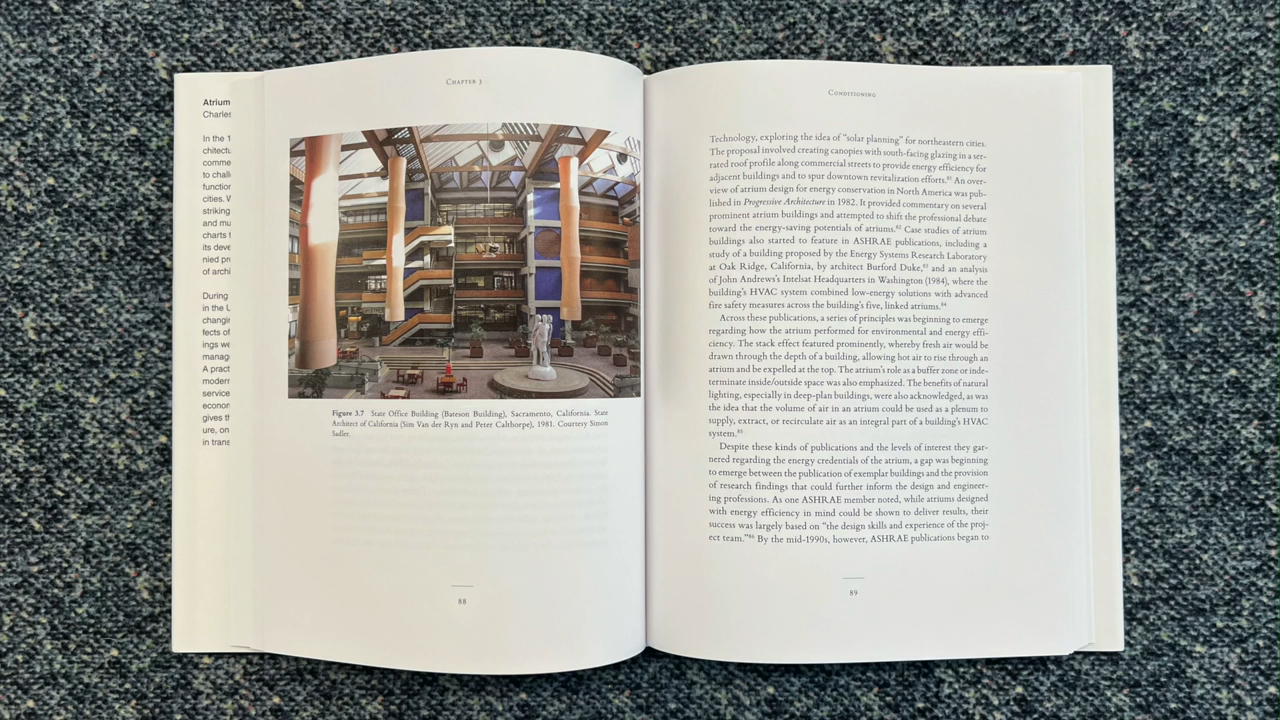 Atrium
Charles
In the 1
chitectu
comme
to chall
function
cities. W
striking
and mu
charts t
its deve
nied pr
of archi
During
in the U
changin
fects of
ings we
manag
A pract
modern
service
econon
gives th
ure, on
in trans
Chapter 3
Figure 3.7 State Office Building (Bateson Building), Sacramento, California. State
Architect of California (Sim Van der Ryn and Peter Calthorpe), 1981. Courtesy Simon
Sadler.
88
Conditioning
Technology, exploring the idea of “solar planning” for northeastern cities.
The proposal involved creating canopies with south-facing glazing in a ser-
rated roof profile along commercial streets to provide energy efficiency for
adjacent buildings and to spur downtown revitalization efforts.81 An over-
view of atrium design for energy conservation in North America was pub-
lished in Progressive Architecture in 1982. It provided commentary on several
prominent atrium buildings and attempted to shift the professional debate
toward the energy-saving potentials of atriums.82 Case studies of atrium
buildings also started to feature in ASHRAE publications, including a
study of a building proposed by the Energy Systems Research Laboratory
at Oak Ridge, California, by architect Burford Duke,83 and an analysis
of John Andrews’s Intelsat Headquarters in Washington (1984), where the
building’s HVAC system combined low-energy solutions with advanced
fire safety measures across the building’s five, linked atriums.84
Across these publications, a series of principles was beginning to emerge
regarding how the atrium performed for environmental and energy effi-
ciency. The stack effect featured prominently, whereby fresh air would be
drawn through the depth of a building, allowing hot air to rise through an
atrium and be expelled at the top. The atrium’s role as a buffer zone or inde-
terminate inside/outside space was also emphasized. The benefits of natural
lighting, especially in deep-plan buildings, were also acknowledged, as was
the idea that the volume of air in an atrium could be used as a plenum to
supply, extract, or recirculate air as an integral part of a building’s HVAC
system.85
Despite these kinds of publications and the levels of interest they gar-
nered regarding the energy credentials of the atrium, a gap was beginning
to emerge between the publication of exemplar buildings and the provision
of research findings that could further inform the design and engineer-
ing professions. As one ASHRAE member noted, while atriums designed
with energy efficiency in mind could be shown to deliver results, their
success was largely based on “the design skills and experience of the proj-
ect team.”86 By the mid-1990s, however, ASHRAE publications began to
89